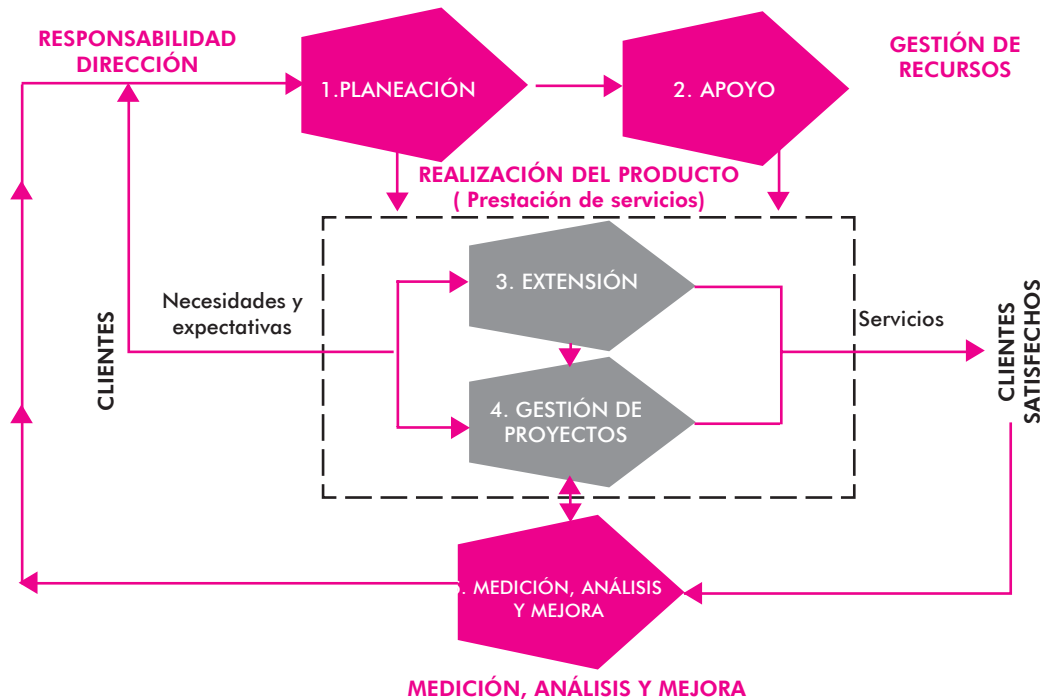 RESPONSABILIDAD
DIRECCIÓN
1.PLANEACIÓN
2. APOYO
GESTIÓN DE
RECURSOS
REALIZACIÓN DEL PRODUCTO
( Prestación de servicios)
3. EXTENSIÓN
Necesidades y
expectativas
CLIENTES
Servicios
CLIENTES
SATISFECHOS
4. GESTIÓN DE
PROYECTOS
. MEDICIÓN, ANÁLISIS
Y MEJORA
MEDICIÓN, ANÁLISIS Y MEJORA